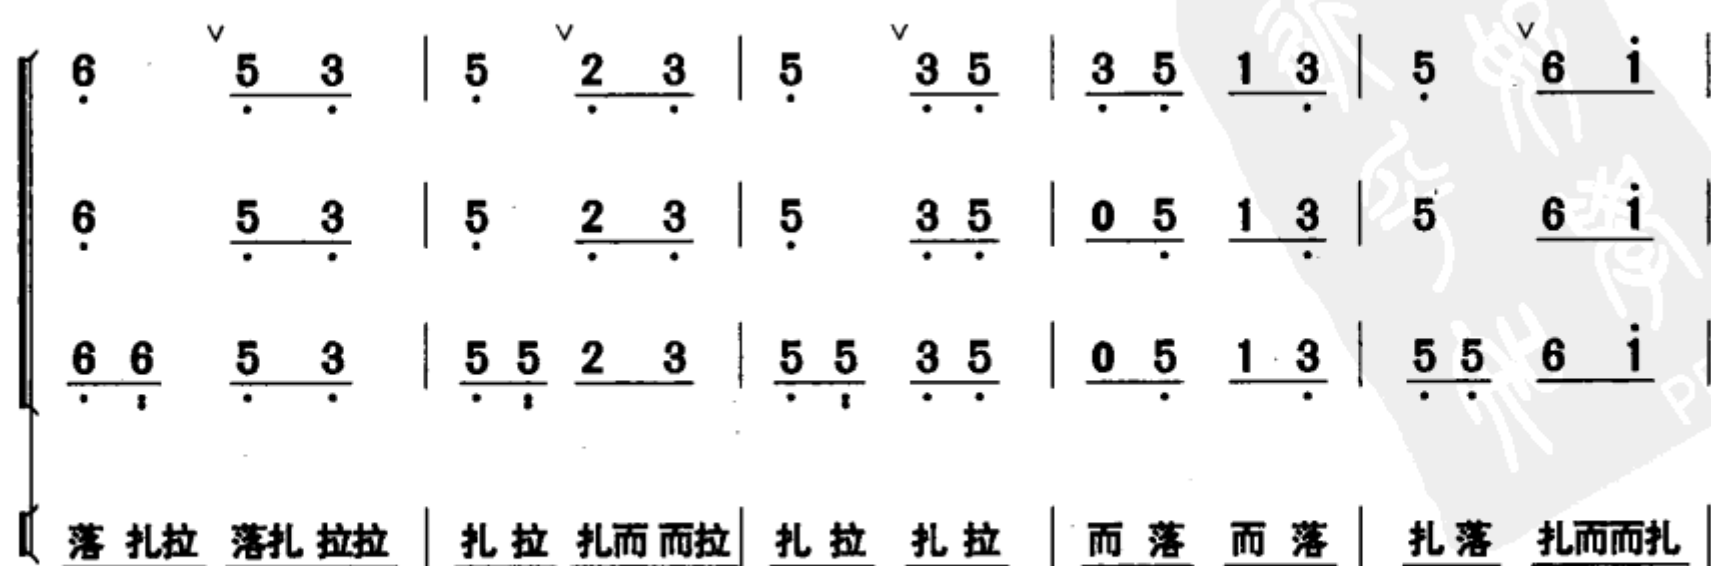 6 5 3 | 5 2 3 | 5 3 5 | 3 5 1 3 | 5 6 1
6 5 3 | 5 2 3 | 5 3 5 | 0 5 1 3 | 5 6 1
6 6 5 3 | 5 5 2 3 | 5 5 3 5 | 0 5 1 3 | 5 5 6 1
落 扎拉 落扎 拉拉 | 扎 拉 扎而 而拉 | 扎 拉 扎 拉 | 而 落 而 落 | 扎 落 扎而而扎